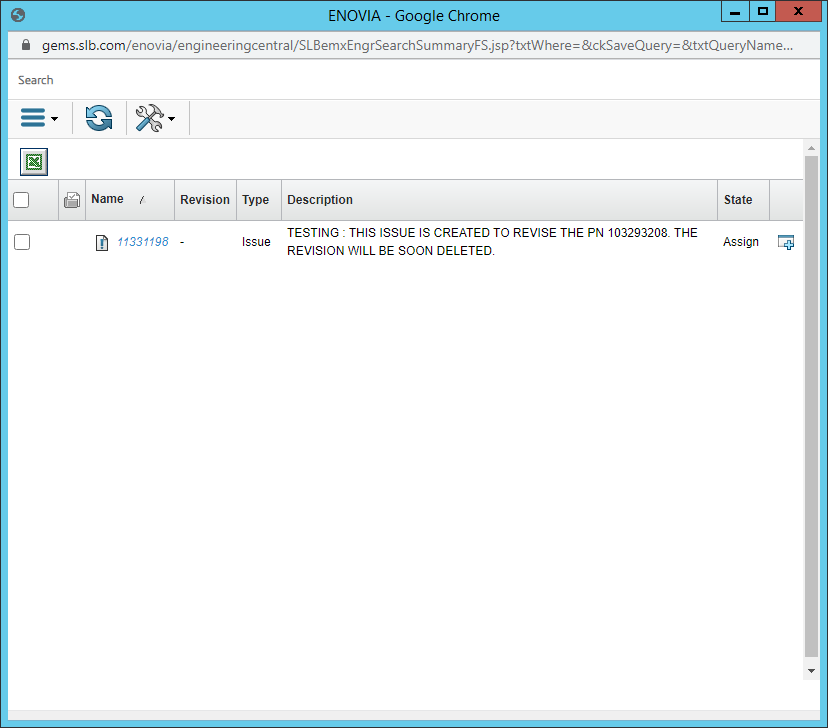 ENOVIA - Google Chrome
gems.slb.com/enovia/engineeringcentral/SLBemxEngrSearchSummaryFS.jsp?txtWhere=&ckSaveQuery=&txtQueryName...
Search
Name Revision Type Description State
11331198 - Issue TESTING : THIS ISSUE IS CREATED TO REVISE THE PN 103293208. THE Assign
REVISION WILL BE SOON DELETED.